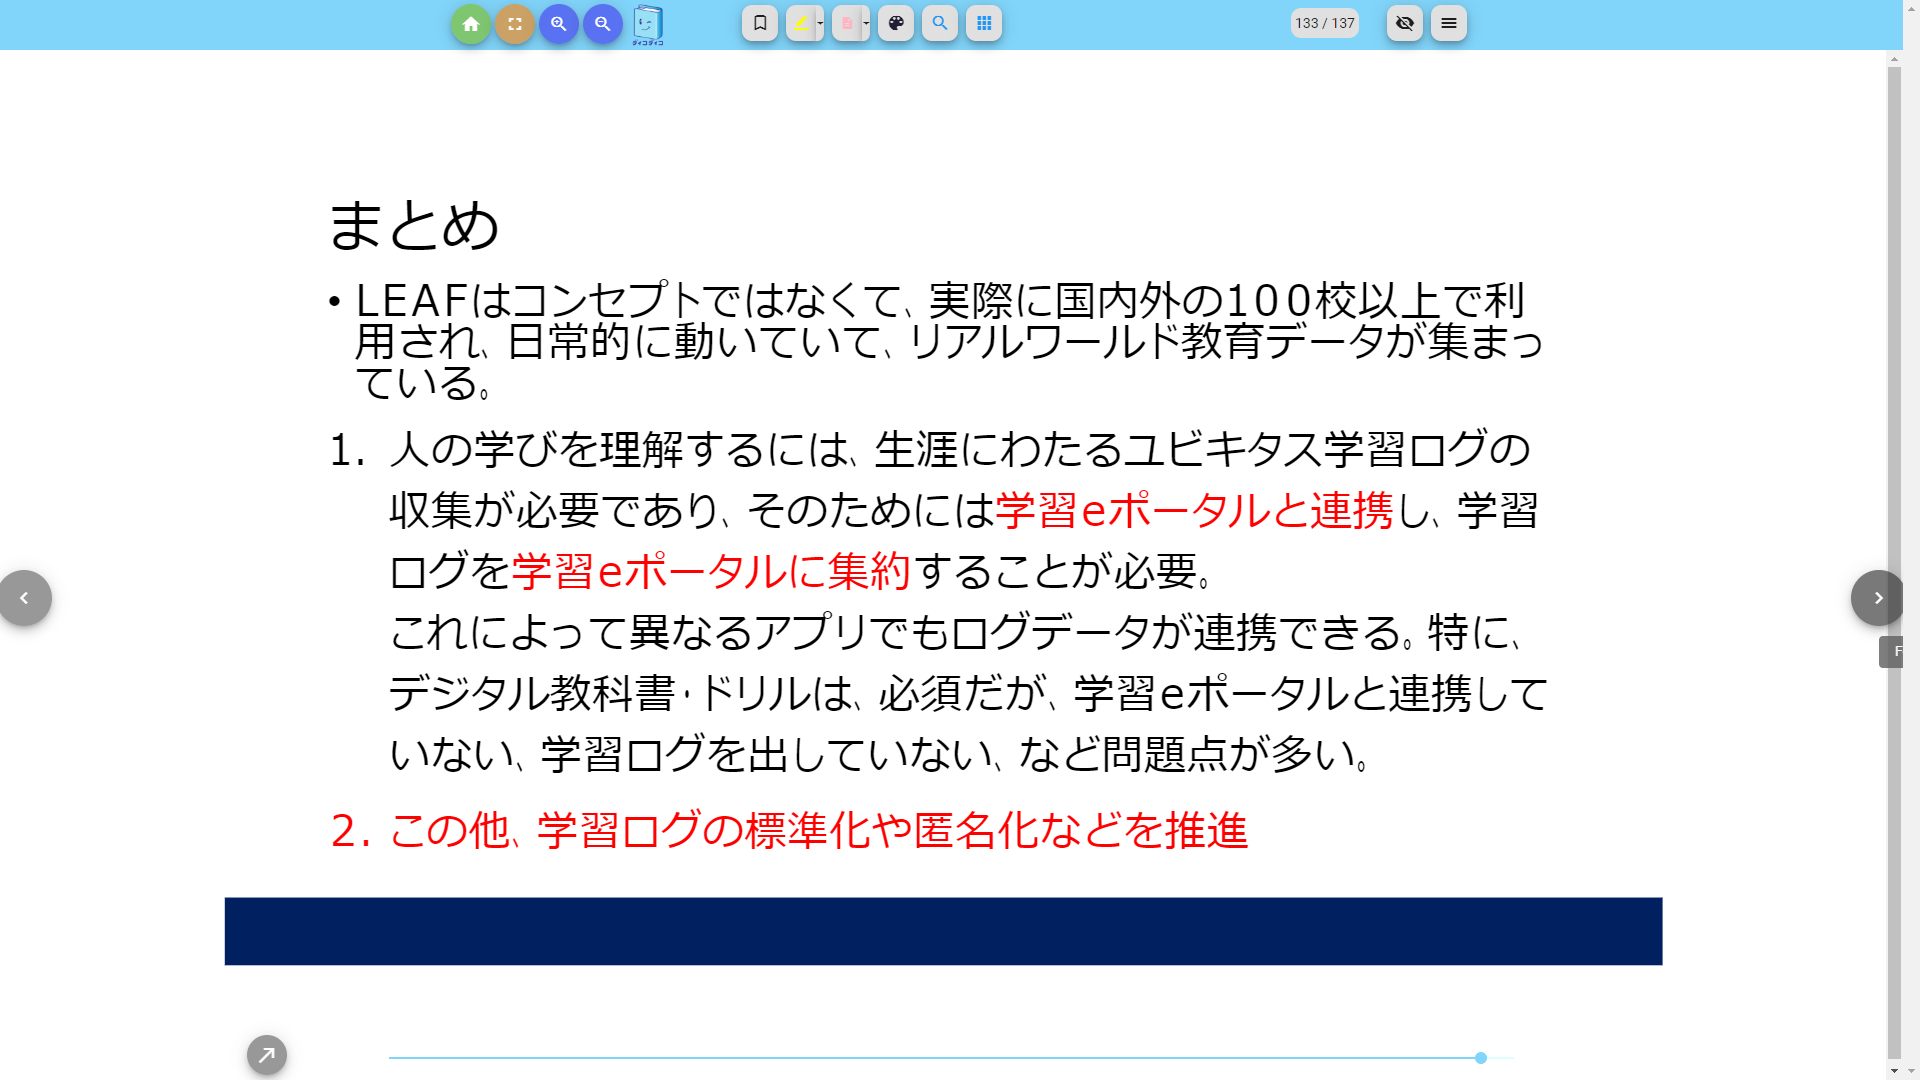 ダイコダイコ
133 / 137
まとめ
• LEAFはコンセプトではなくて、実際に国内外の100校以上で利
用され、日常的に動いていて、リアルワールド教育データが集まっ
ている。
1. 人の学びを理解するには、生涯にわたるユビキタス学習ログの
収集が必要であり、そのためには学習eポータルと連携し、学習
ログを学習eポータルに集約することが必要。
これによって異なるアプリでもログデータが連携できる。特に、
デジタル教科書・ドリルは、必須だが、学習eポータルと連携して
いない、学習ログを出していない、など問題点が多い。
2. この他、学習ログの標準化や匿名化などを推進
F